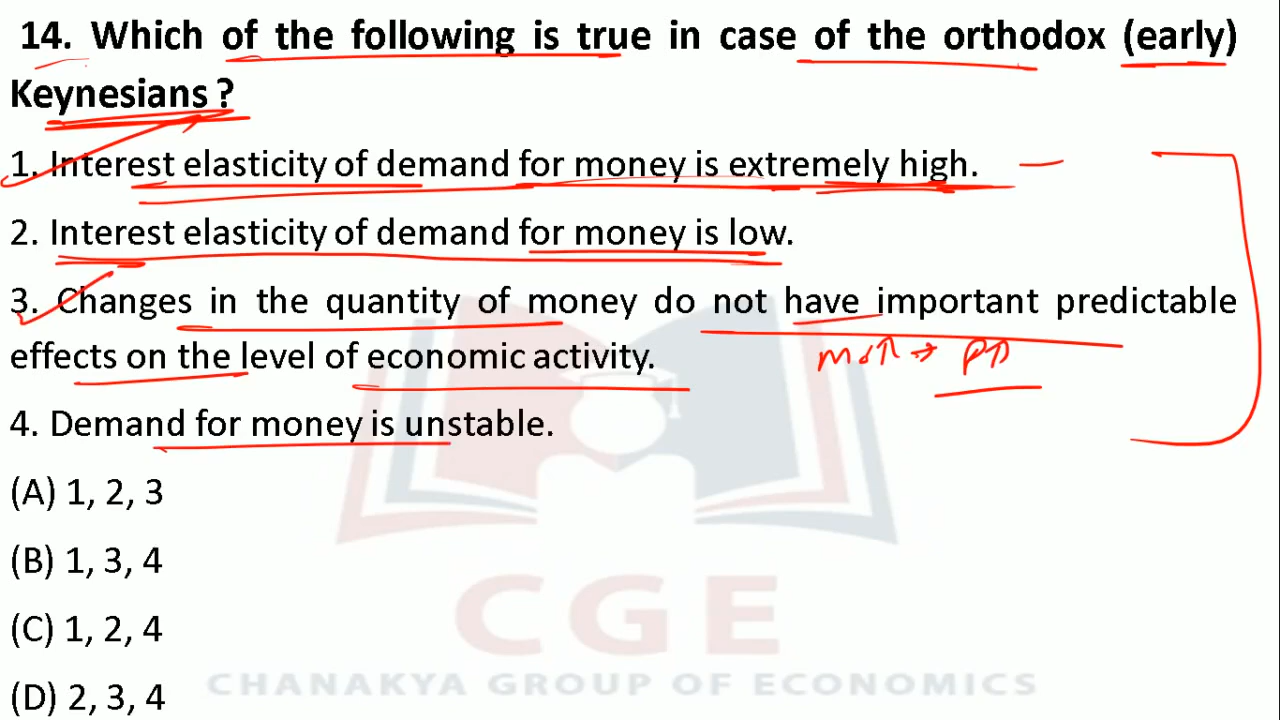 14. Which of the following is true in case of the orthodox (early)
Keynesians ?
1. Interest elasticity of demand for money is extremely high.
2. Interest elasticity of demand for money is low.
3. Changes in the quantity of money do not have important predictable
effects on the level of economic activity.
4. Demand for money is unstable.
(A) 1, 2, 3
(B) 1, 3, 4
(C) 1, 2, 4
(D) 2, 3, 4
CGE
CHANAKYA GROUP OF ECONOMICS